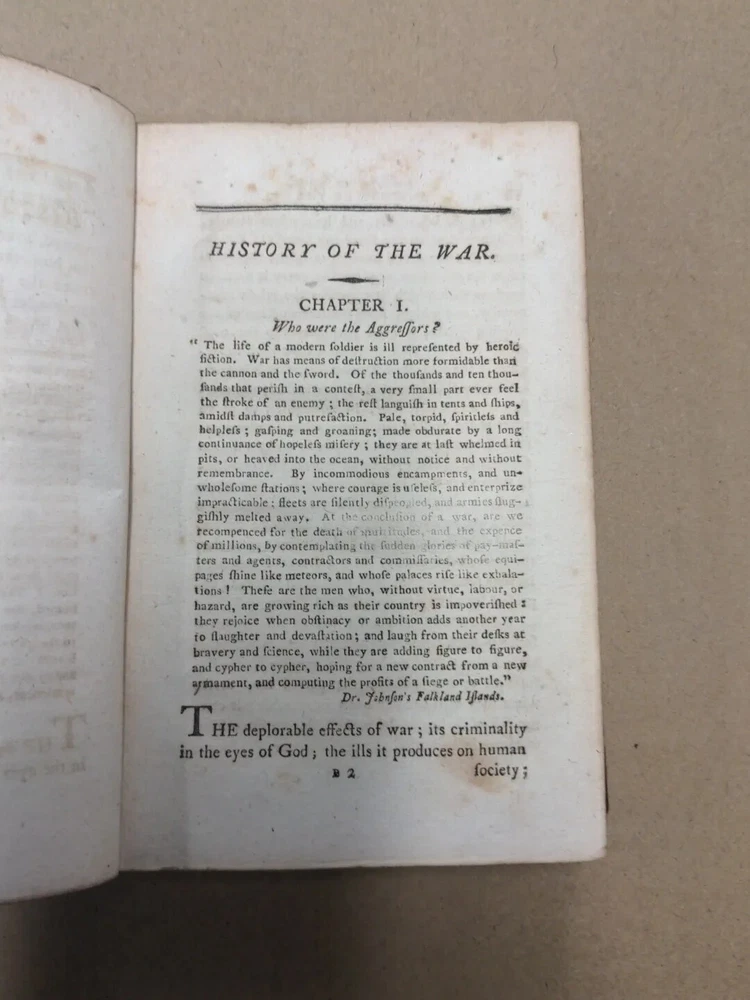 HISTORY OF THE WAR.
CHAPTER I.
Who were the Aggreſſors?
" The life of a modern ſoldier is ill repreſented by heroic
fiction. War has means of deſtruction more formidable than
the cannon and the ſword. Of the thouſands and ten thou-
ſands that periſh in a conteſt, a very ſmall part ever feel
the ſtroke of an enemy ; the reſt languiſh in tents and ſhips,
amidſt damps and putrefaction. Pale, torpid, ſpiritleſs and
helpleſs ; gaſping and groaning; made obdurate by a long
continuance of hopeleſs miſery ; they are at laſt whelmed in
pits, or heaved into the ocean, without notice and without
remembrance. By incommodious encampments, and un-
wholeſome ſtations ; where courage is uſeleſs, and enterprize
impracticable : fleets are ſilently diſpeopled, and armies ſlug-
giſhly melted away. At the concluſion of a war, are we
recompenced for the death of multitudes, and the expence
of millions, by contemplating the ſudden glories of pay-maſ-
ters and agents, contractors and commiſſaries, whoſe equi-
pages ſhine like meteors, and whoſe palaces riſe like exhala-
tions ! Theſe are the men who, without virtue, labour, or
hazard, are growing rich as their country is impoveriſhed :
they rejoice when obſtinacy or ambition adds another year
to ſlaughter and devaſtation ; and laugh from their deſks at
bravery and ſcience, while they are adding figure to figure,
and cypher to cypher, hoping for a new contract from a new
armament, and computing the profits of a ſiege or battle."
Dr. Johnſon's Falkland Iſlands.
THE deplorable effects of war ; its criminality
in the eyes of God ; the ills it produces on human
B 2 ſociety ;